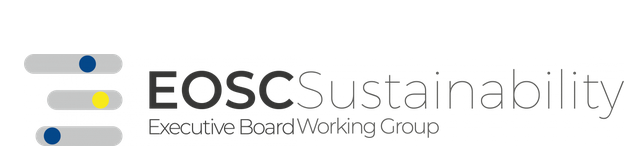 EOSCSustainability
Executive Board Working Group